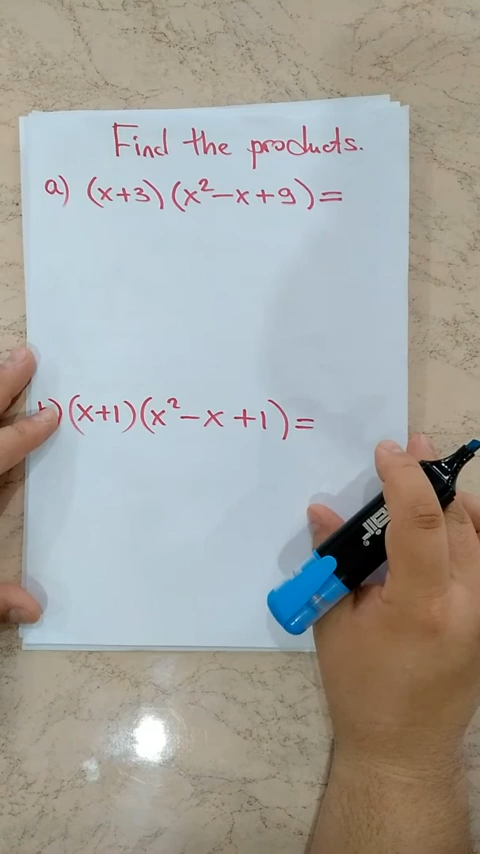 Find the products.
a) (x+3)(x²-x+9)=
b) (x+1)(x²-x+1)=